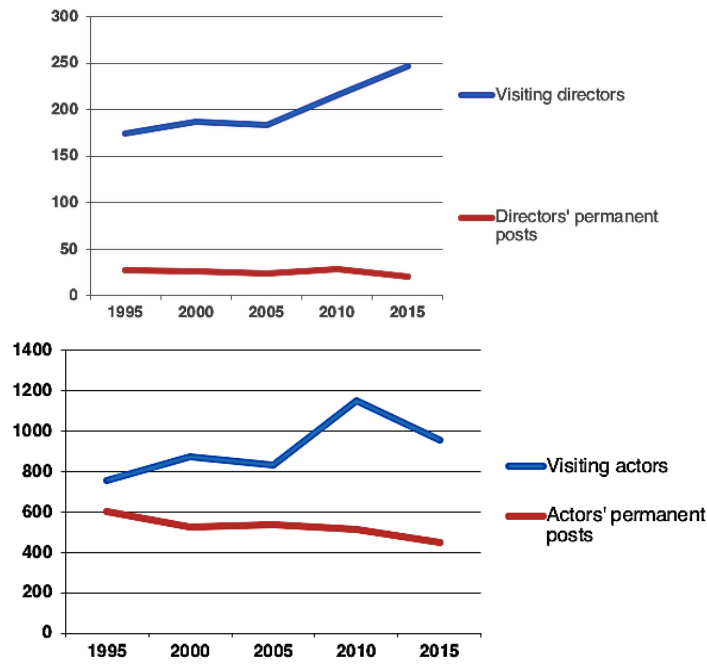 300
250
200
150
100
50
0
1995 2000 2005 2010 2015
Visiting directors
Directors' permanent
posts
1400
1200
1000
800
600
400
200
0
1995 2000 2005 2010 2015
Visiting actors
Actors' permanent
posts